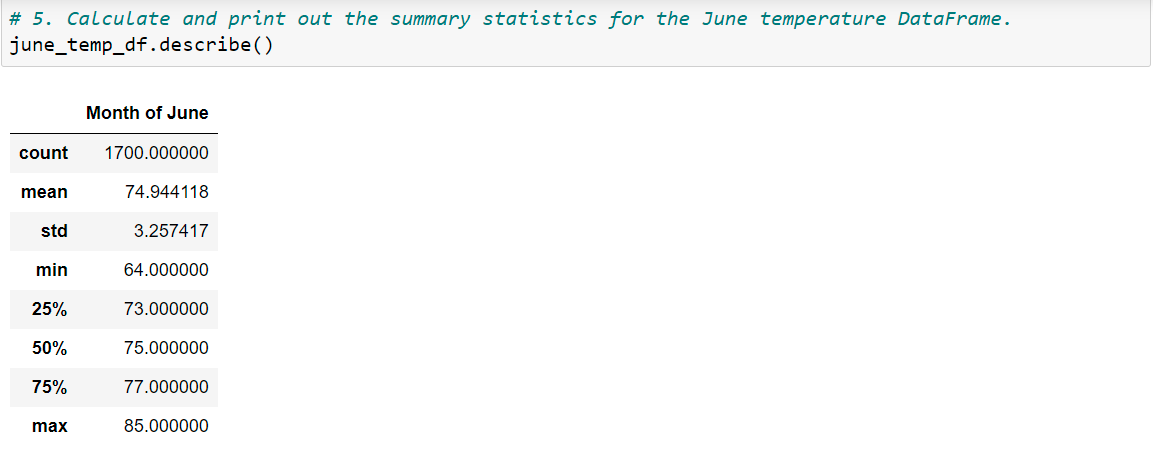 # 5. Calculate and print out the summary statistics for the June temperature DataFrame.
june_temp_df.describe()
Month of June
count 1700.000000
mean 74.944118
std 3.257417
min 64.000000
25% 73.000000
50% 75.000000
75% 77.000000
max 85.000000